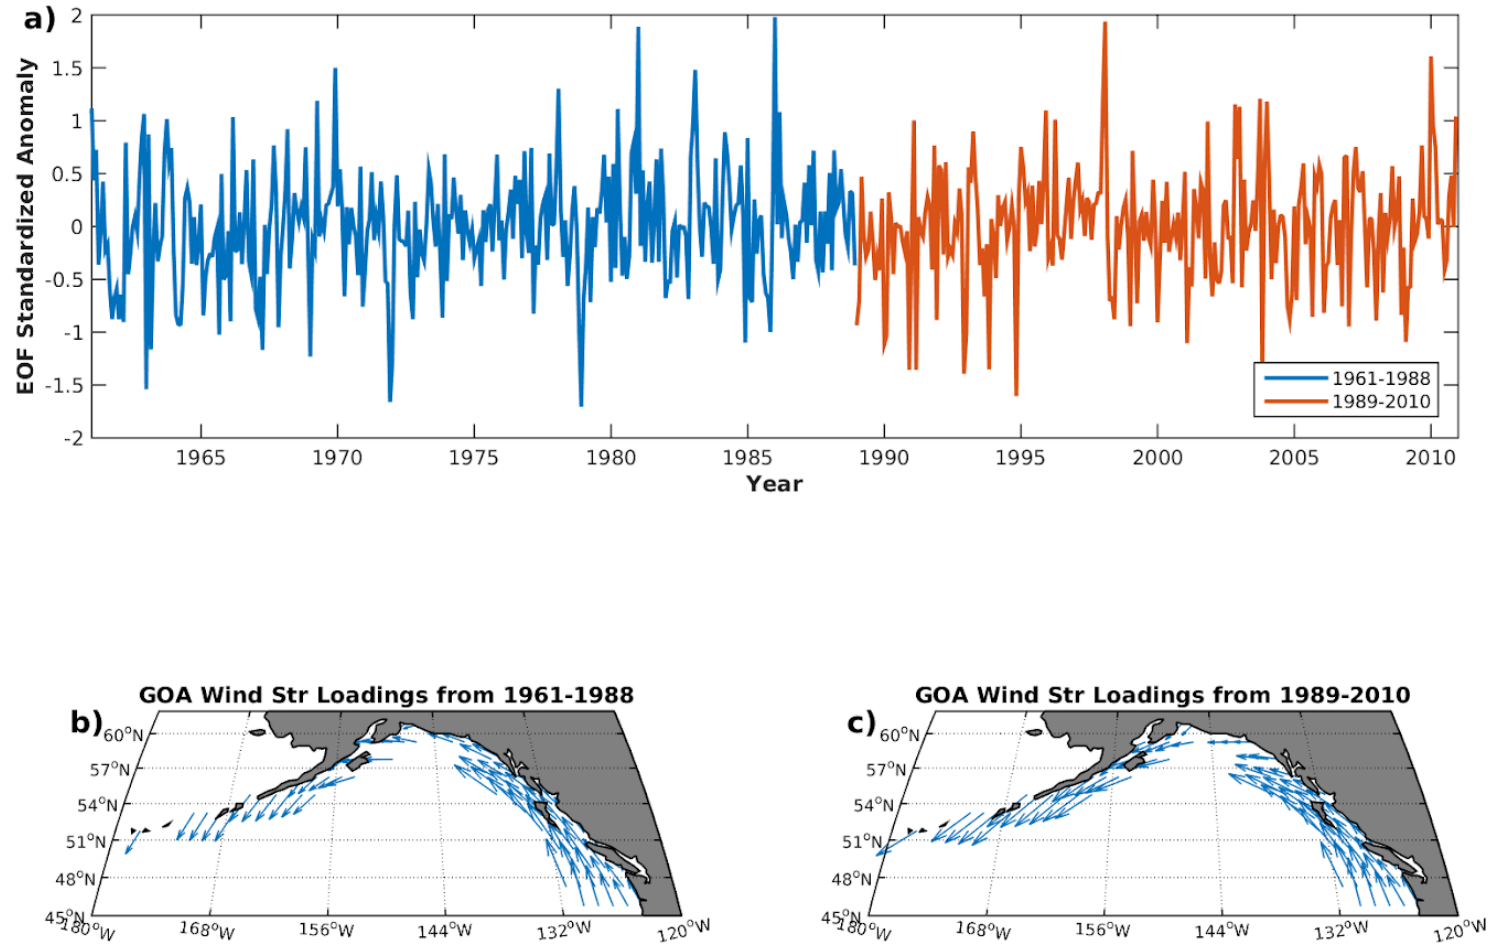 a)
EOF Standardized Anomaly
2
1.5
1
0.5
0
-0.5
-1
-1.5
-2
1961-1988
1989-2010
1965 1970 1975 1980 1985 1990 1995 2000 2005 2010
Year
GOA Wind Str Loadings from 1961-1988
b)
60°N
57°N
54°N
51°N
48°N
45°N
180°W 168°W 156°W 144°W 132°W 120°W
GOA Wind Str Loadings from 1989-2010
c)
60°N
57°N
54°N
51°N
48°N
45°N
180°W 168°W 156°W 144°W 132°W 120°W